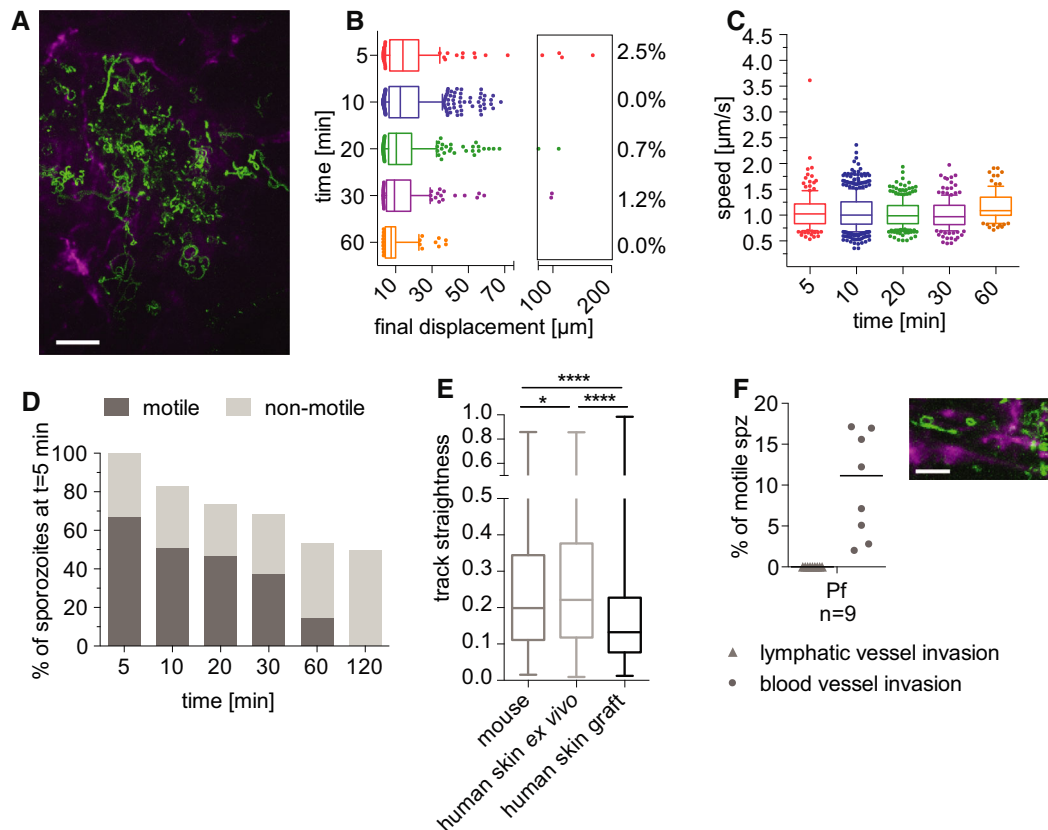 A
B
time [min]
5
10
20
30
60
2.5%
0.0%
0.7%
1.2%
0.0%
10 30 50 70 100 200
final displacement [µm]
C
speed [µm/s]
4.5
4.0
3.5
3.0
2.5
2.0
1.5
1.0
0.5
5 10 20 30 60
time [min]
D
motile non-motile
% of sporozoites at t=5 min
100
80
60
40
20
0
5 10 20 30 60 120
time [min]
E
**** 
* ****
track straightness
1.0
0.8
0.6
0.5
0.4
0.3
0.2
0.1
0.0
mouse
human skin ex vivo
human skin graft
F
% of motile spz
20
15
10
5
0
Pf
n=9
lymphatic vessel invasion
blood vessel invasion